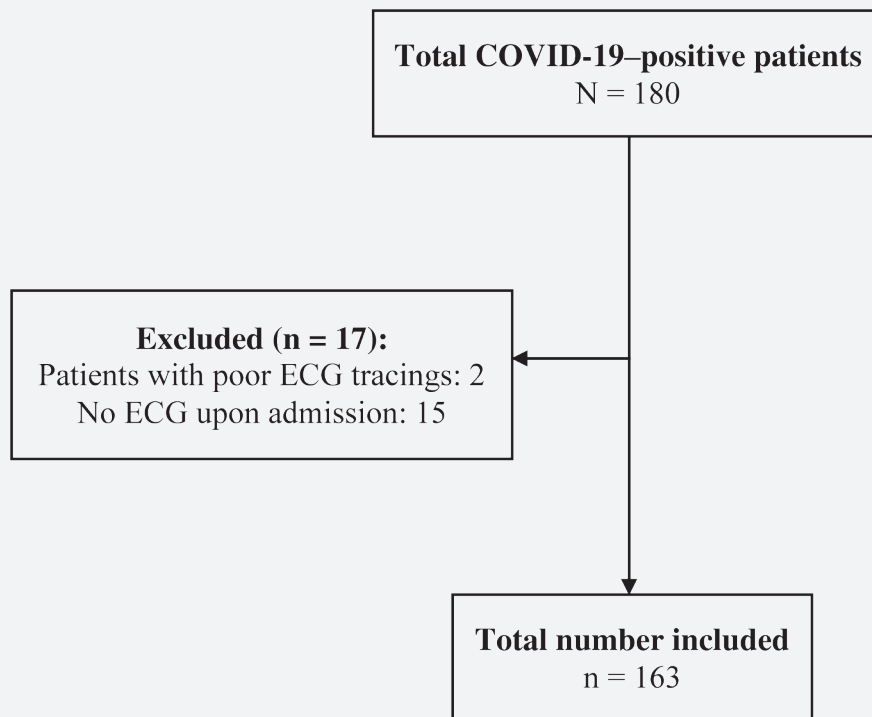 Total COVID-19–positive patients
N = 180
Excluded (n = 17):
Patients with poor ECG tracings: 2
No ECG upon admission: 15
Total number included
n = 163